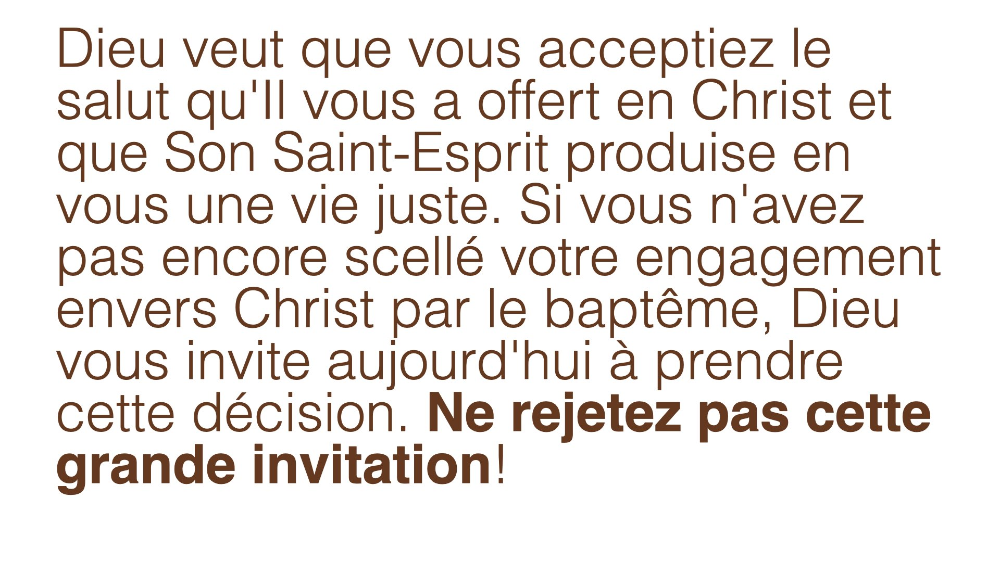 Dieu veut que vous acceptiez le
salut qu'Il vous a offert en Christ et
que Son Saint-Esprit produise en
vous une vie juste. Si vous n'avez
pas encore scellé votre engagement
envers Christ par le baptême, Dieu
vous invite aujourd'hui à prendre
cette décision. Ne rejetez pas cette
grande invitation!